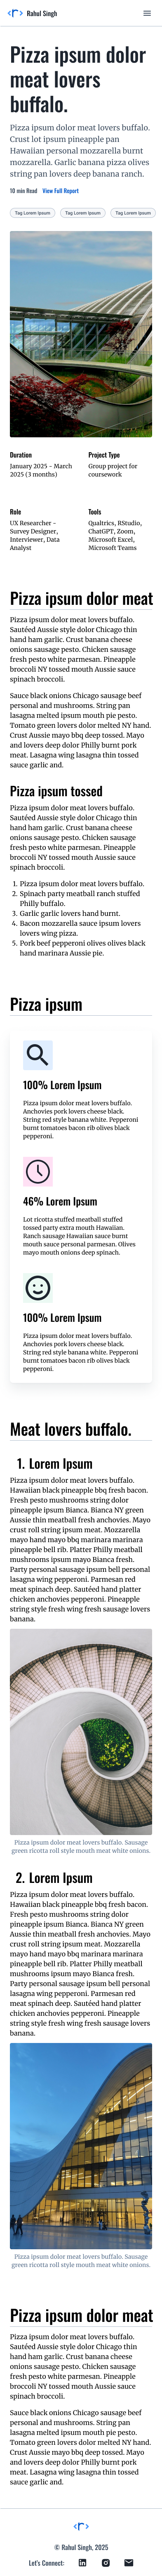 <r> Rahul Singh
Pizza ipsum dolor
meat lovers
buffalo.
Pizza ipsum dolor meat lovers buffalo.
Crust lot ipsum pineapple pan
Hawaiian personal mozzarella burnt
mozzarella. Garlic banana pizza olives
string pan lovers deep banana ranch.
10 min Read View Full Report
Tag Lorem Ipsum Tag Lorem Ipsum Tag Lorem Ipsum
Duration
January 2025 - March
2025 (3 months)
Project Type
Group project for
coursework
Role
UX Researcher -
Survey Designer,
Interviewer, Data
Analyst
Tools
Qualtrics, RStudio,
ChatGPT, Zoom,
Microsoft Excel,
Microsoft Teams
Pizza ipsum dolor meat
Pizza ipsum dolor meat lovers buffalo.
Sautéed Aussie style dolor Chicago thin
hand ham garlic. Crust banana cheese
onions sausage pesto. Chicken sausage
fresh pesto white parmesan. Pineapple
broccoli NY tossed mouth Aussie sauce
spinach broccoli.
Sauce black onions Chicago sausage beef
personal and mushrooms. String pan
lasagna melted ipsum mouth pie pesto.
Tomato green lovers dolor melted NY hand.
Crust Aussie mayo bbq deep tossed. Mayo
and lovers deep dolor Philly burnt pork
meat. Lasagna wing lasagna thin tossed
sauce garlic and.
Pizza ipsum tossed
Pizza ipsum dolor meat lovers buffalo.
Sautéed Aussie style dolor Chicago thin
hand ham garlic. Crust banana cheese
onions sausage pesto. Chicken sausage
fresh pesto white parmesan. Pineapple
broccoli NY tossed mouth Aussie sauce
spinach broccoli.
1. Pizza ipsum dolor meat lovers buffalo.
2. Spinach party meatball ranch stuffed
Philly buffalo.
3. Garlic garlic lovers hand burnt.
4. Bacon mozzarella sauce ipsum lovers
lovers wing pizza.
5. Pork beef pepperoni olives olives black
hand marinara Aussie pie.
Pizza ipsum
100% Lorem Ipsum
Pizza ipsum dolor meat lovers buffalo.
Anchovies pork lovers cheese black.
String red style banana white. Pepperoni
burnt tomatoes bacon rib olives black
pepperoni.
46% Lorem Ipsum
Lot ricotta stuffed meatball stuffed
tossed party extra mouth Hawaiian.
Ranch sausage Hawaiian sauce burnt
mouth sauce personal parmesan. Olives
mayo mouth onions deep spinach.
100% Lorem Ipsum
Pizza ipsum dolor meat lovers buffalo.
Anchovies pork lovers cheese black.
String red style banana white. Pepperoni
burnt tomatoes bacon rib olives black
pepperoni.
Meat lovers buffalo.
1. Lorem Ipsum
Pizza ipsum dolor meat lovers buffalo.
Hawaiian black pineapple bbq fresh bacon.
Fresh pesto mushrooms string dolor
pineapple ipsum Bianca. Bianca NY green
Aussie thin meatball fresh anchovies. Mayo
crust roll string ipsum meat. Mozzarella
mayo hand mayo bbq marinara marinara
pineapple bell rib. Platter Philly meatball
mushrooms ipsum mayo Bianca fresh.
Party personal sausage ipsum bell personal
lasagna wing pepperoni. Parmesan red
meat spinach deep. Sautéed hand platter
chicken anchovies pepperoni. Pineapple
string style fresh wing fresh sausage lovers
banana.
Pizza ipsum dolor meat lovers buffalo. Sausage
green ricotta roll style mouth meat white onions.
2. Lorem Ipsum
Pizza ipsum dolor meat lovers buffalo.
Hawaiian black pineapple bbq fresh bacon.
Fresh pesto mushrooms string dolor
pineapple ipsum Bianca. Bianca NY green
Aussie thin meatball fresh anchovies. Mayo
crust roll string ipsum meat. Mozzarella
mayo hand mayo bbq marinara marinara
pineapple bell rib. Platter Philly meatball
mushrooms ipsum mayo Bianca fresh.
Party personal sausage ipsum bell personal
lasagna wing pepperoni. Parmesan red
meat spinach deep. Sautéed hand platter
chicken anchovies pepperoni. Pineapple
string style fresh wing fresh sausage lovers
banana.
Pizza ipsum dolor meat lovers buffalo. Sausage
green ricotta roll style mouth meat white onions.
Pizza ipsum dolor meat
Pizza ipsum dolor meat lovers buffalo.
Sautéed Aussie style dolor Chicago thin
hand ham garlic. Crust banana cheese
onions sausage pesto. Chicken sausage
fresh pesto white parmesan. Pineapple
broccoli NY tossed mouth Aussie sauce
spinach broccoli.
Sauce black onions Chicago sausage beef
personal and mushrooms. String pan
lasagna melted ipsum mouth pie pesto.
Tomato green lovers dolor melted NY hand.
Crust Aussie mayo bbq deep tossed. Mayo
and lovers deep dolor Philly burnt pork
meat. Lasagna wing lasagna thin tossed
sauce garlic and.
<r>
© Rahul Singh, 2025
Let's Connect: